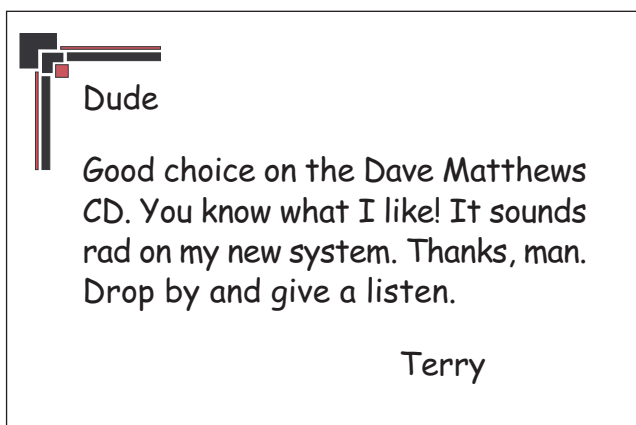 Dude
Good choice on the Dave Matthews
CD. You know what I like! It sounds
rad on my new system. Thanks, man.
Drop by and give a listen.
Terry